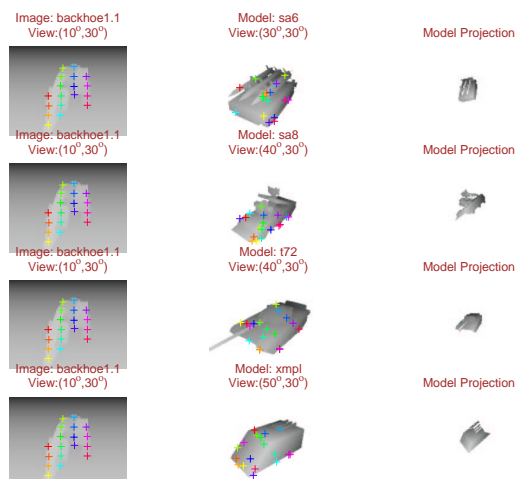 Image: backhoe1.1
View:(10°,30°)
Model: sa6
View:(30°,30°)
Model Projection
Image: backhoe1.1
View:(10°,30°)
Model: sa8
View:(40°,30°)
Model Projection
Image: backhoe1.1
View:(10°,30°)
Model: t72
View:(40°,30°)
Model Projection
Image: backhoe1.1
View:(10°,30°)
Model: xmpl
View:(50°,30°)
Model Projection